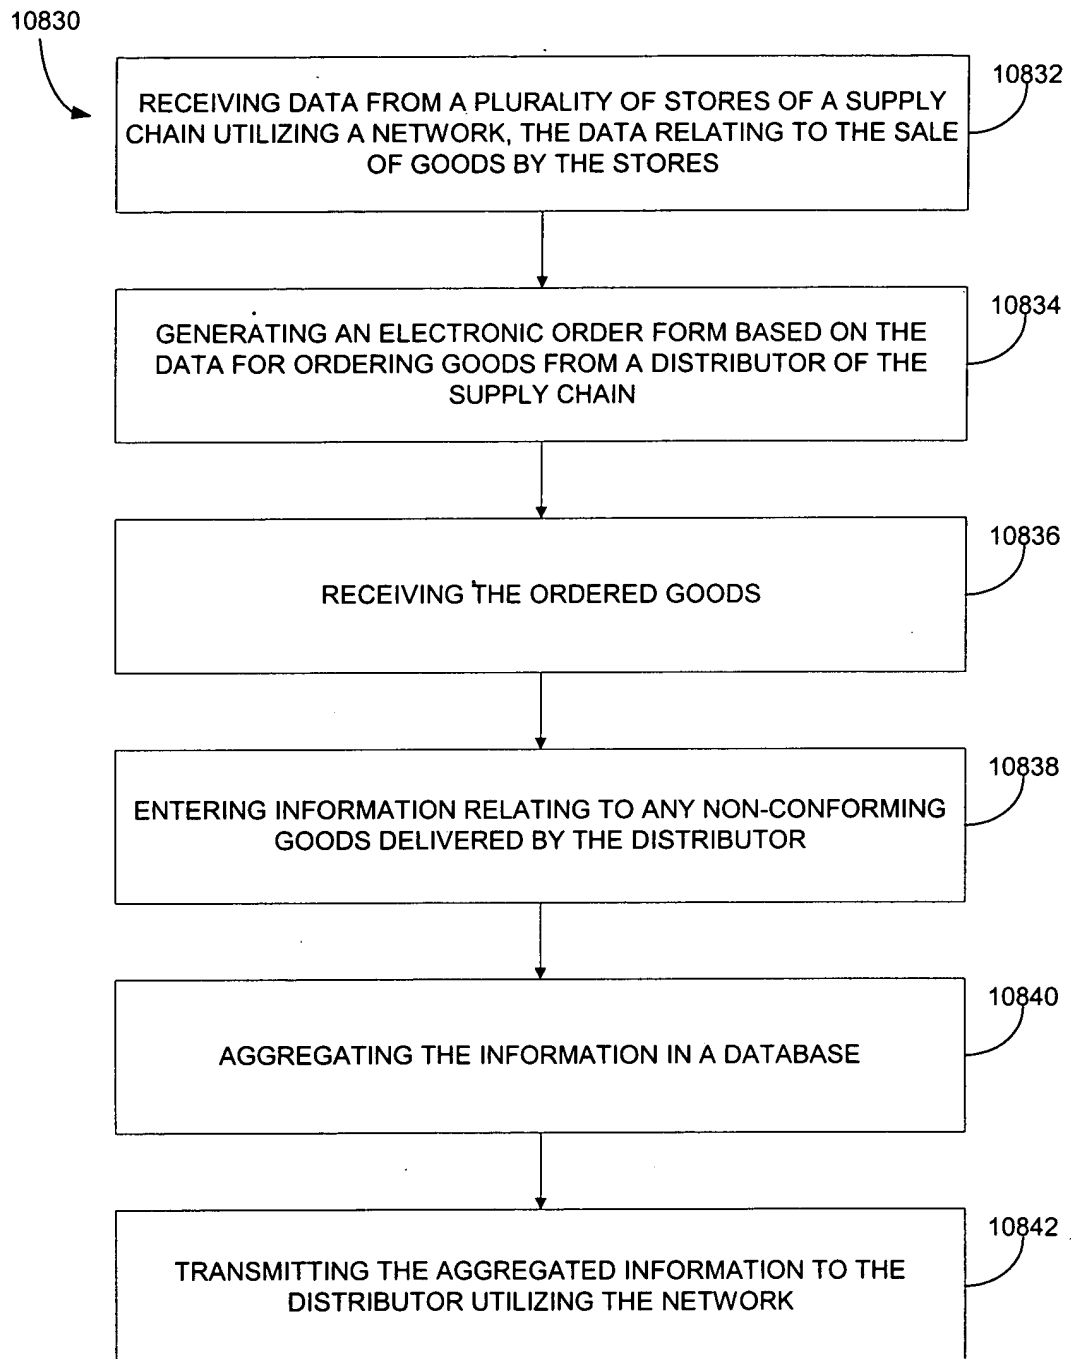 10830
10832
RECEIVING DATA FROM A PLURALITY OF STORES OF A SUPPLY
CHAIN UTILIZING A NETWORK, THE DATA RELATING TO THE SALE
OF GOODS BY THE STORES
10834
GENERATING AN ELECTRONIC ORDER FORM BASED ON THE
DATA FOR ORDERING GOODS FROM A DISTRIBUTOR OF THE
SUPPLY CHAIN
10836
RECEIVING THE ORDERED GOODS
10838
ENTERING INFORMATION RELATING TO ANY NON-CONFORMING
GOODS DELIVERED BY THE DISTRIBUTOR
10840
AGGREGATING THE INFORMATION IN A DATABASE
10842
TRANSMITTING THE AGGREGATED INFORMATION TO THE
DISTRIBUTOR UTILIZING THE NETWORK